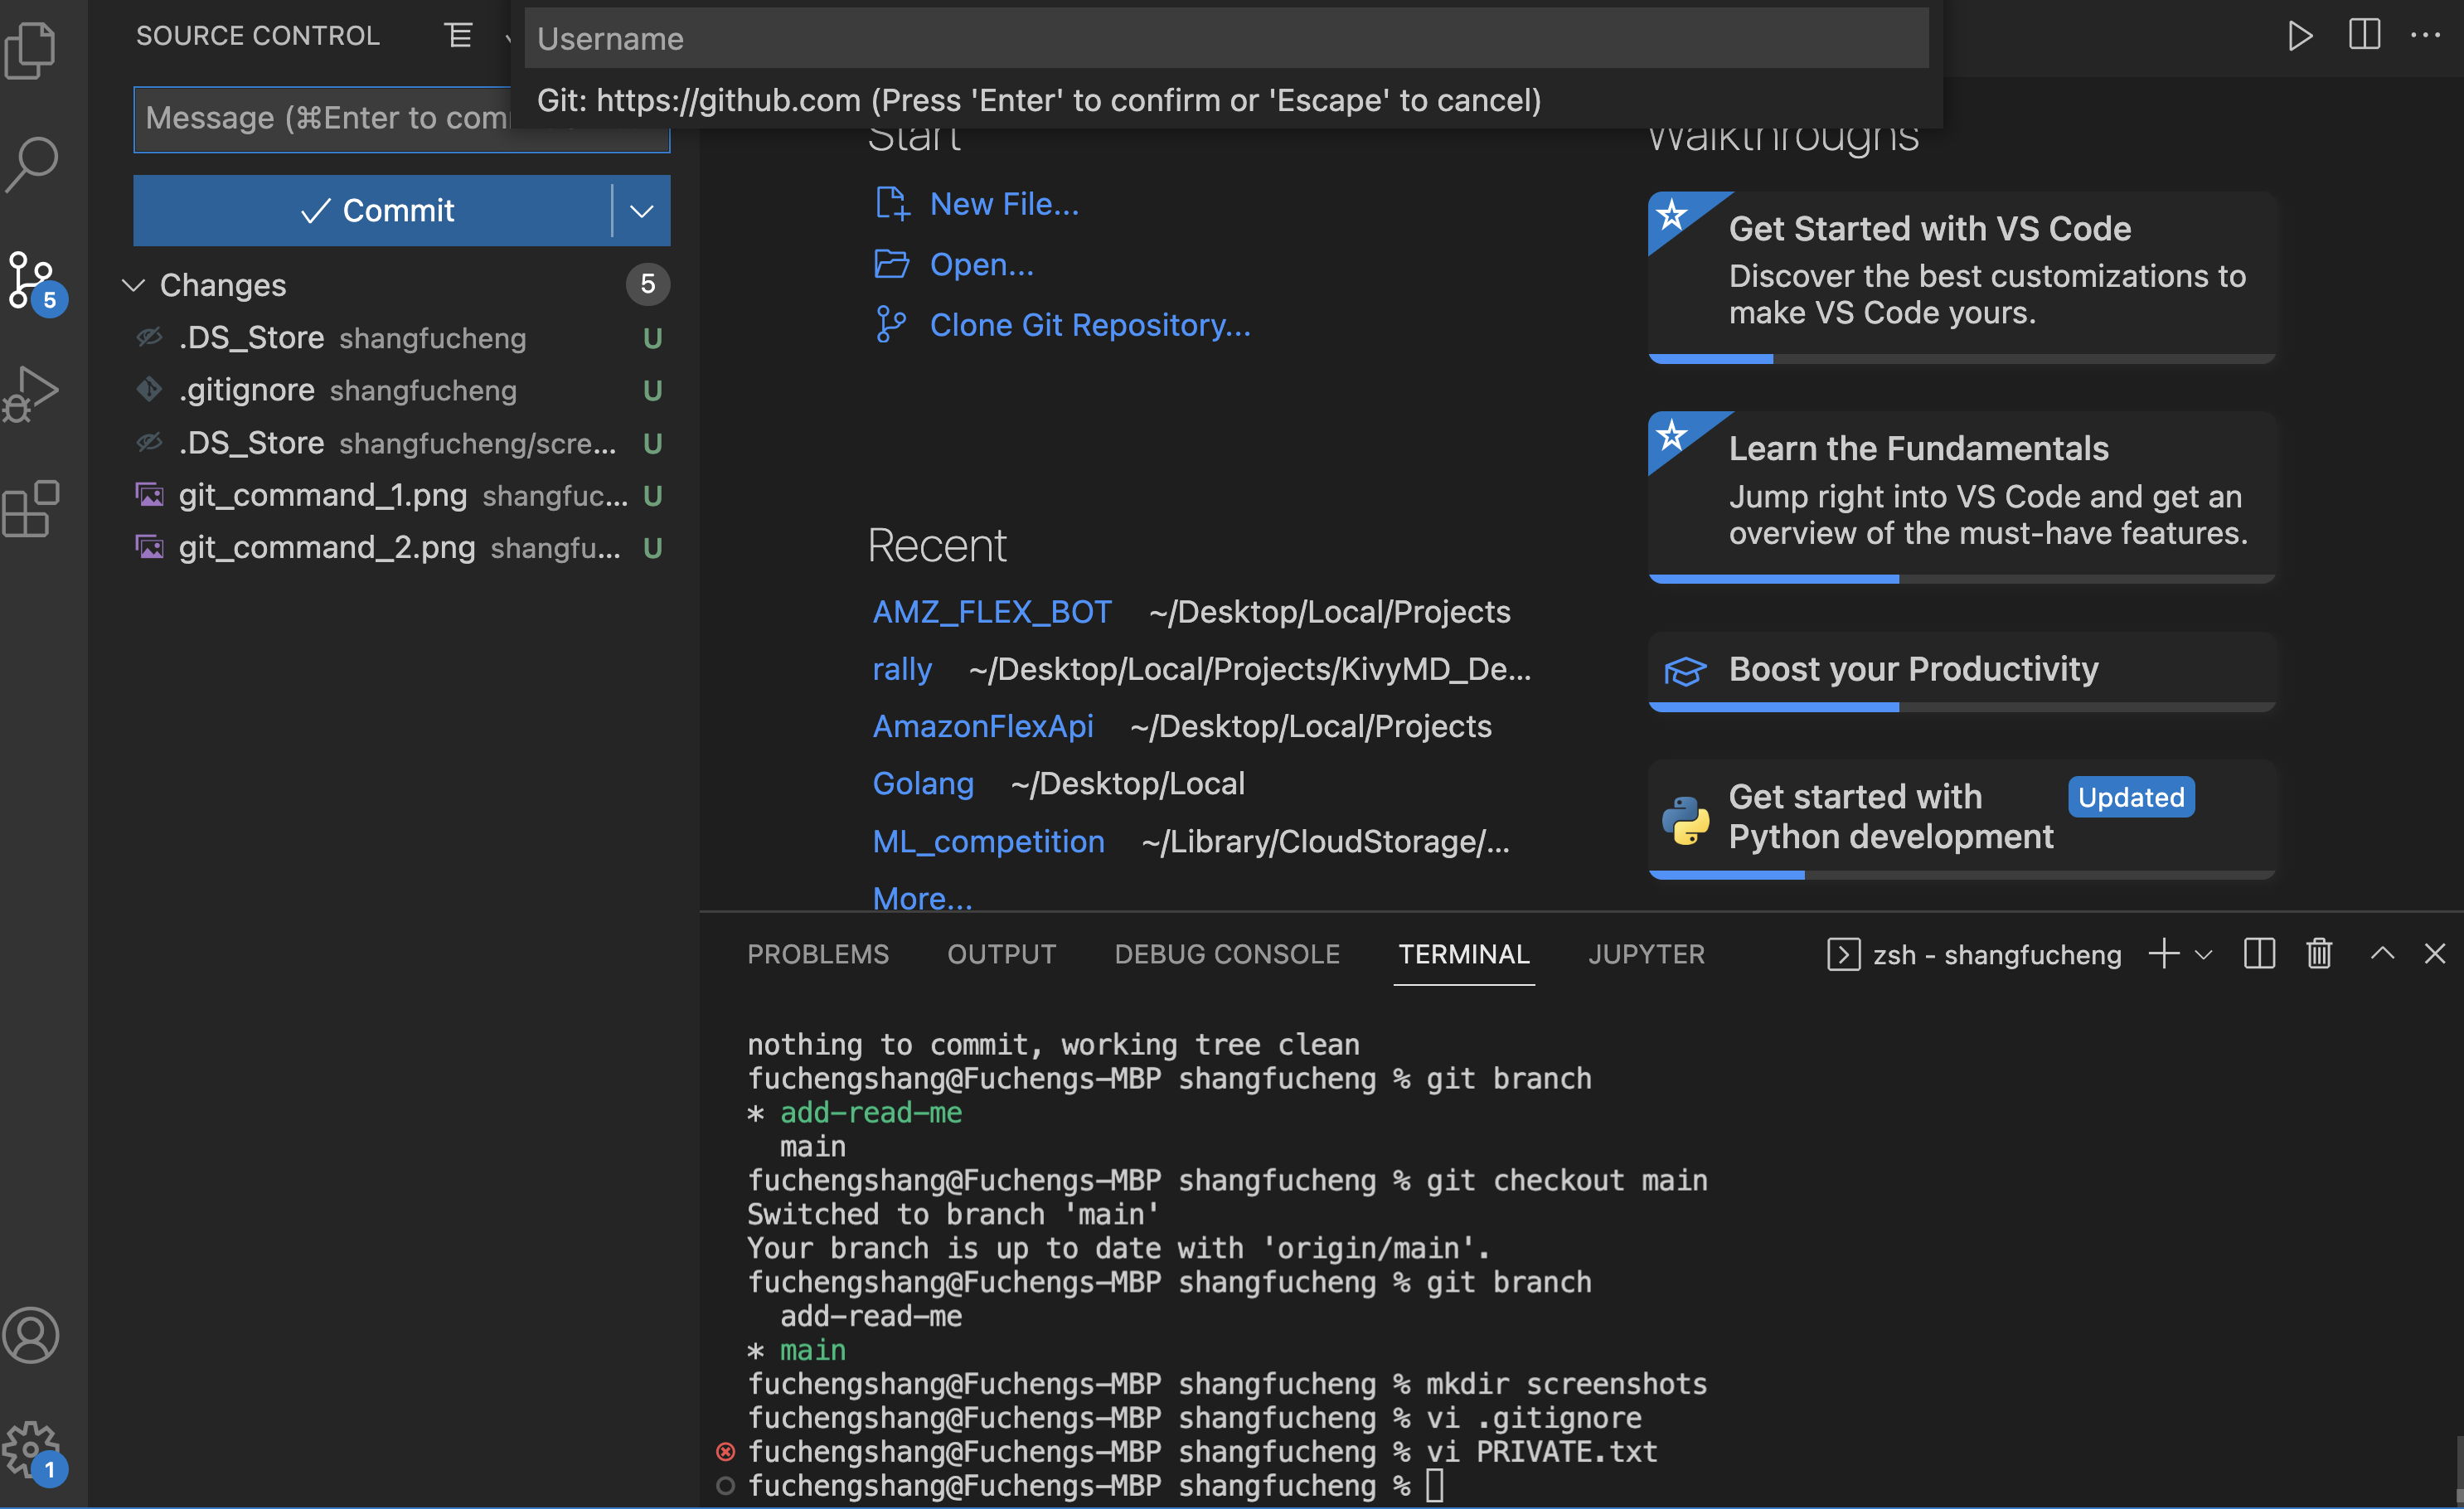 SOURCE CONTROL
Username
Git: https://github.com (Press 'Enter' to confirm or 'Escape' to cancel)
Message (⌘Enter to com
Commit
Changes 5
5
.DS_Store shangfucheng U
.gitignore shangfucheng U
.DS_Store shangfucheng/scre... U
git_command_1.png shangfuc... U
git_command_2.png shangfu... U
1
Start
New File...
Open...
Clone Git Repository...
Recent
AMZ_FLEX_BOT ~/Desktop/Local/Projects
rally ~/Desktop/Local/Projects/KivyMD_De...
AmazonFlexApi ~/Desktop/Local/Projects
Golang ~/Desktop/Local
ML_competition ~/Library/CloudStorage/...
More...
Walkthroughs
Get Started with VS Code
Discover the best customizations to
make VS Code yours.
Learn the Fundamentals
Jump right into VS Code and get an
overview of the must-have features.
Boost your Productivity
Get started with
Python development
Updated
PROBLEMS OUTPUT DEBUG CONSOLE TERMINAL JUPYTER zsh - shangfucheng
nothing to commit, working tree clean
fuchengshang@Fuchengs-MBP shangfucheng % git branch
* add-read-me
main
fuchengshang@Fuchengs-MBP shangfucheng % git checkout main
Switched to branch 'main'
Your branch is up to date with 'origin/main'.
fuchengshang@Fuchengs-MBP shangfucheng % git branch
add-read-me
* main
fuchengshang@Fuchengs-MBP shangfucheng % mkdir screenshots
fuchengshang@Fuchengs-MBP shangfucheng % vi .gitignore
fuchengshang@Fuchengs-MBP shangfucheng % vi PRIVATE.txt
fuchengshang@Fuchengs-MBP shangfucheng %